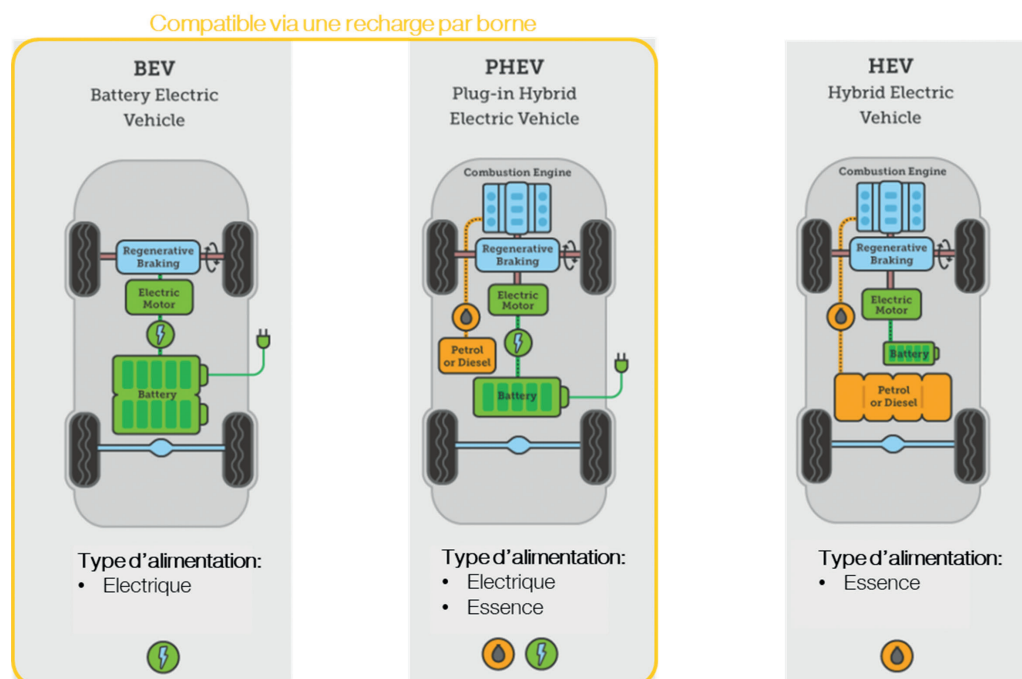 Compatible via une recharge par borne
BEV
Battery Electric
Vehicle
Regenerative
Braking
Electric
Motor
Battery
Type d'alimentation:
• Electrique
PHEV
Plug-in Hybrid
Electric Vehicle
Combustion Engine
Regenerative
Braking
Electric
Motor
Petrol
or Diesel
Battery
Type d'alimentation:
• Electrique
• Essence
HEV
Hybrid Electric
Vehicle
Combustion Engine
Regenerative
Braking
Electric
Motor
Battery
Petrol
or Diesel
Type d'alimentation:
• Essence